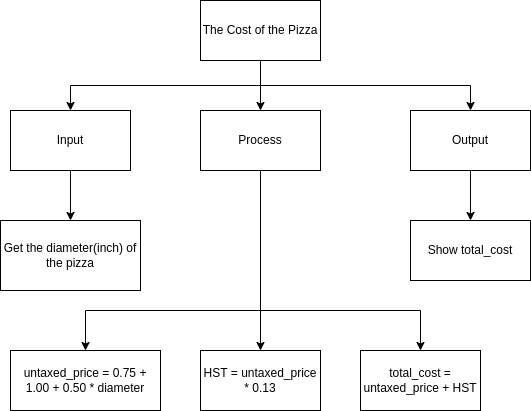 The Cost of the Pizza
Input
Process
Output
Get the diameter(inch) of
the pizza
Show total_cost
untaxed_price = 0.75 +
1.00 + 0.50 * diameter
HST = untaxed_price
* 0.13
total_cost =
untaxed_price + HST